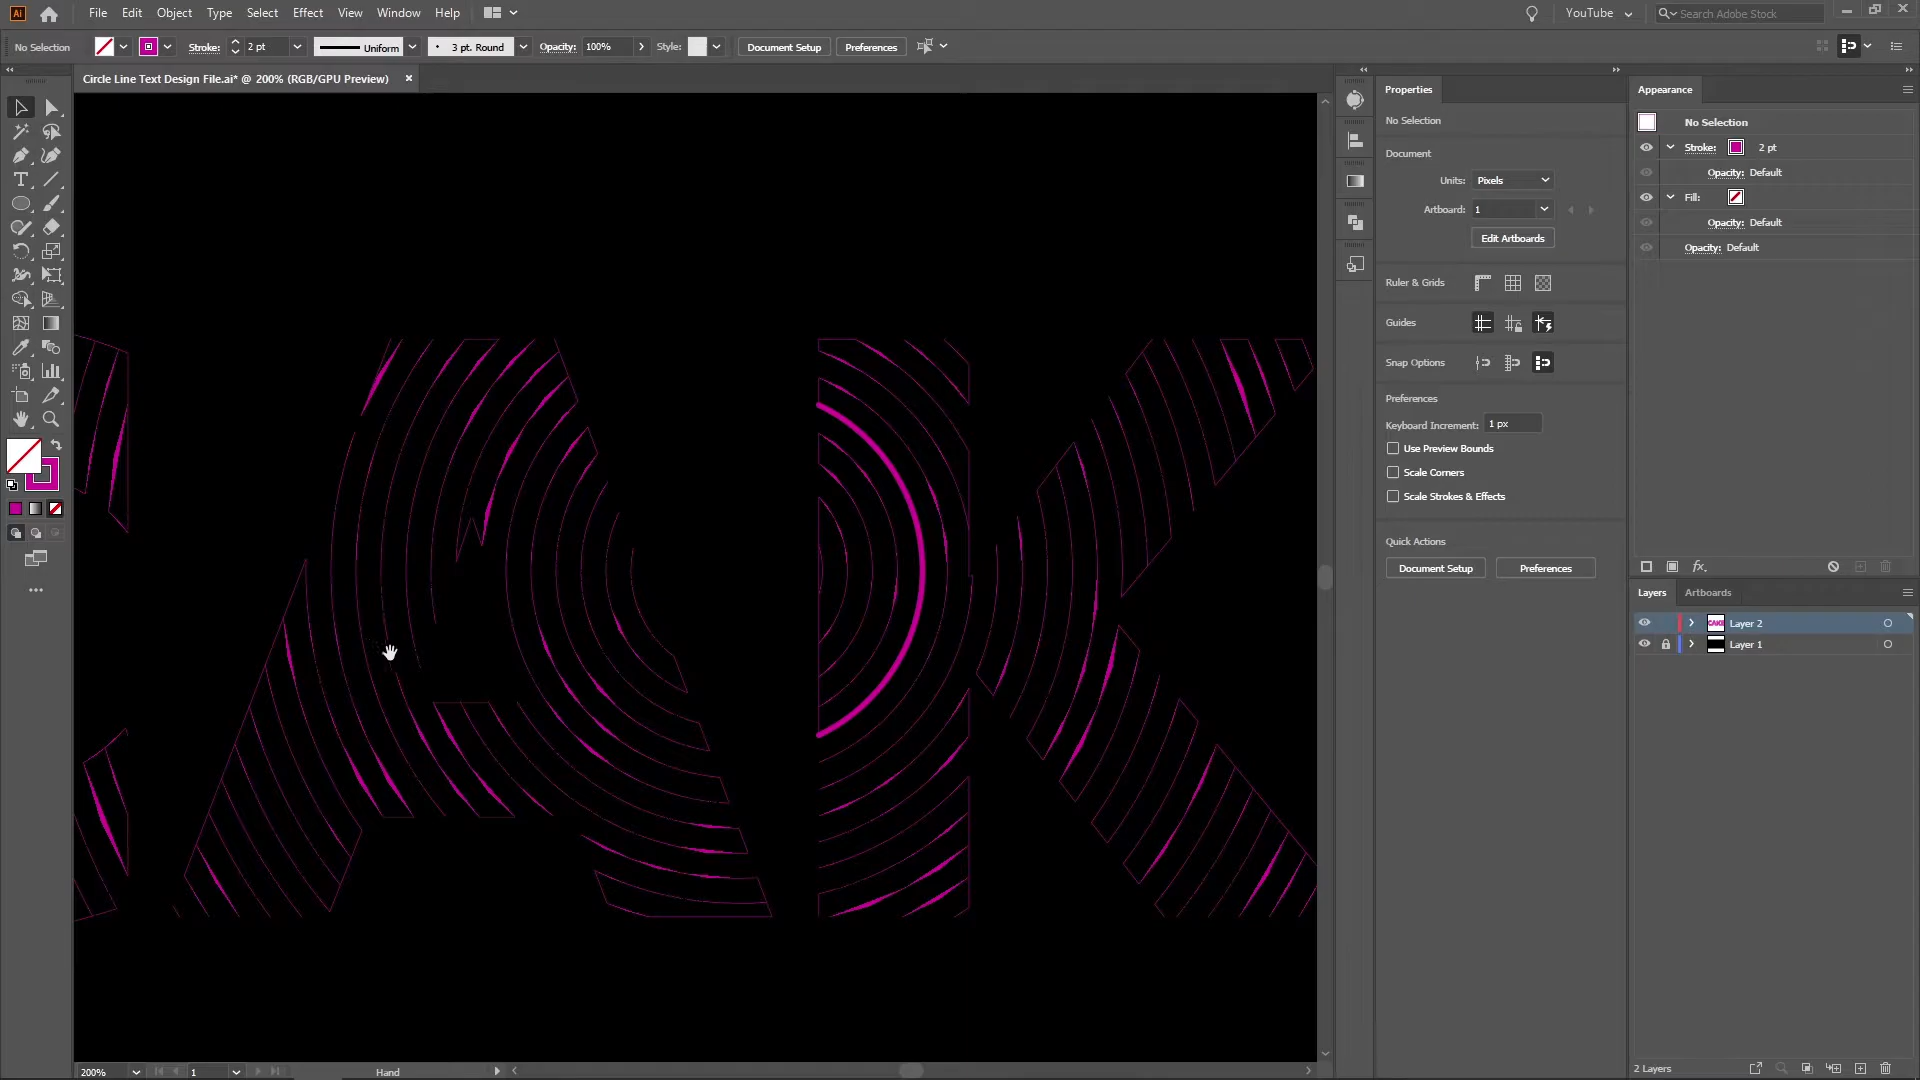 Ai File Edit Object Type Select Effect View Window Help YouTube Search Adobe Stock
No Selection Stroke: 2 pt Uniform 3 pt. Round Opacity: 100% Style: Document Setup Preferences
Circle Line Text Design File.ai* @ 200% (RGB/GPU Preview)
Properties
No Selection
Document
Units: Pixels
Artboard: 1
Edit Artboards
Ruler & Grids
Guides
Snap Options
Preferences
Keyboard Increment: 1 px
Use Preview Bounds
Scale Corners
Scale Strokes & Effects
Quick Actions
Document Setup Preferences
Appearance
No Selection
Stroke: 2 pt
Opacity: Default
Fill:
Opacity: Default
Opacity: Default
fx.
Layers Artboards
CAKE Layer 2
Layer 1
2 Layers
200% 1 Hand